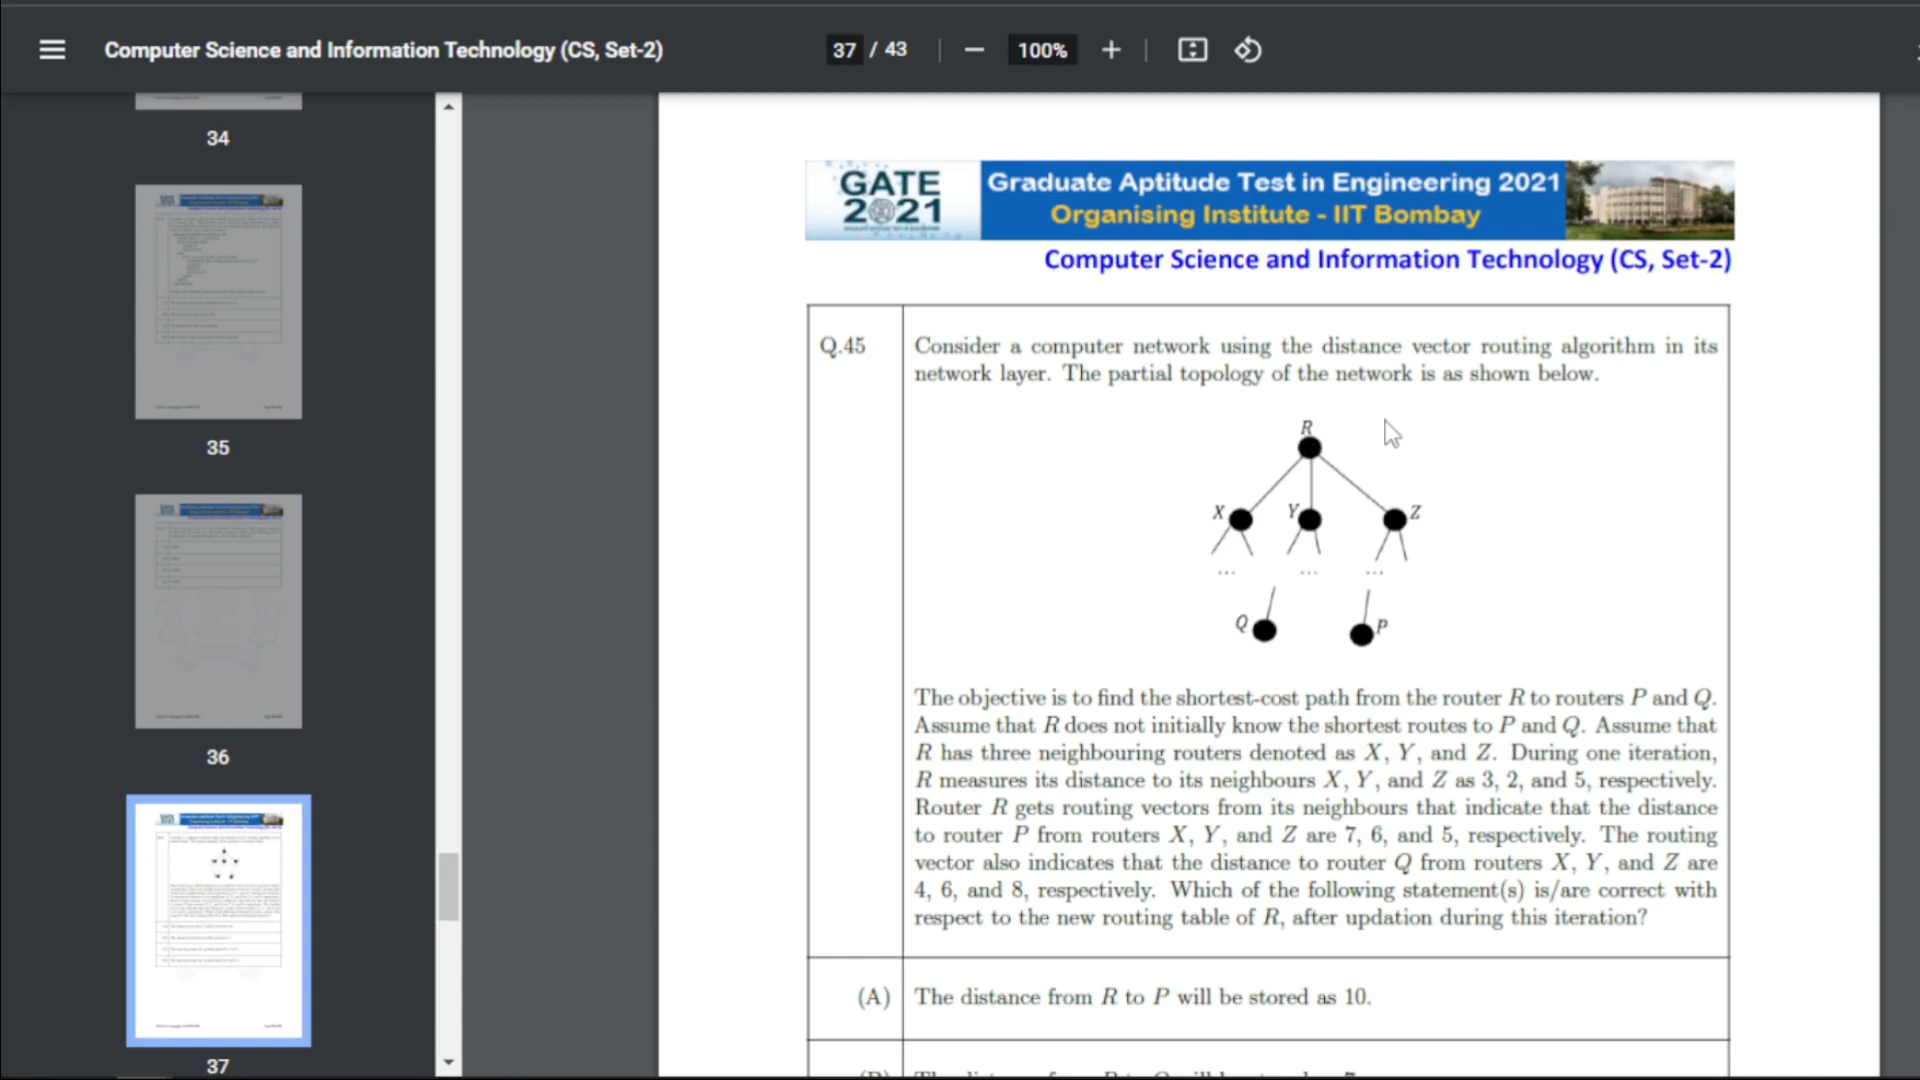 Computer Science and Information Technology (CS, Set-2)
37 / 43
100%
34
35
36
37
GATE
2021
Graduate Aptitude Test in Engineering 2021
Organising Institute - IIT Bombay
Computer Science and Information Technology (CS, Set-2)
Q.45
Consider a computer network using the distance vector routing algorithm in its
network layer. The partial topology of the network is as shown below.
R
X
Y
Z
...
...
...
Q
P
The objective is to find the shortest-cost path from the router R to routers P and Q.
Assume that R does not initially know the shortest routes to P and Q. Assume that
R has three neighbouring routers denoted as X, Y, and Z. During one iteration,
R measures its distance to its neighbours X, Y, and Z as 3, 2, and 5, respectively.
Router R gets routing vectors from its neighbours that indicate that the distance
to router P from routers X, Y, and Z are 7, 6, and 5, respectively. The routing
vector also indicates that the distance to router Q from routers X, Y, and Z are
4, 6, and 8, respectively. Which of the following statement(s) is/are correct with
respect to the new routing table of R, after updation during this iteration?
(A)
The distance from R to P will be stored as 10.